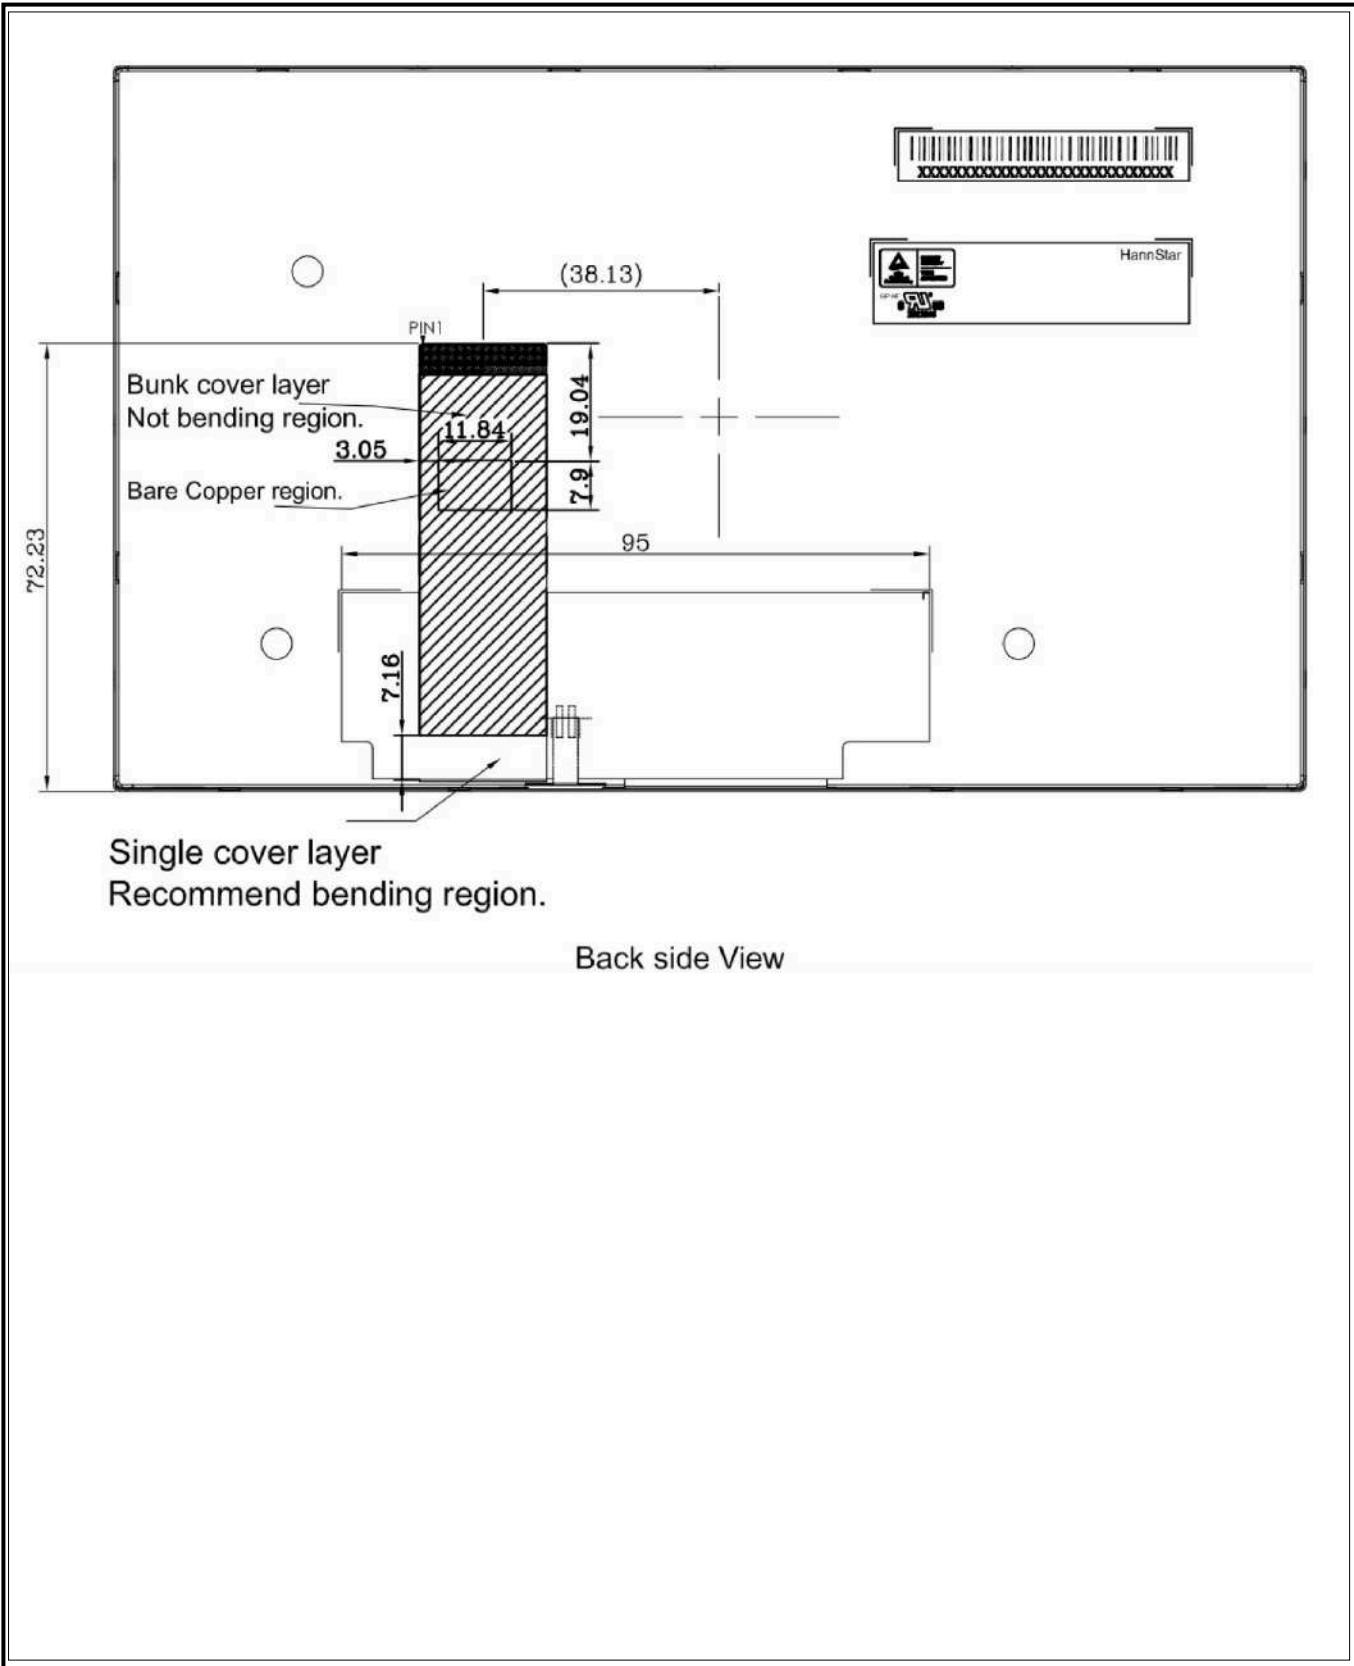 XXXXXXXXXXXXXXXXXXXXXXXXXXXXX
HannStar
(38.13)
PIN1
Bunk cover layer
Not bending region.
11.84
19.04
3.05
7.9
Bare Copper region.
72.23
95
7.16
Single cover layer
Recommend bending region.
Back side View